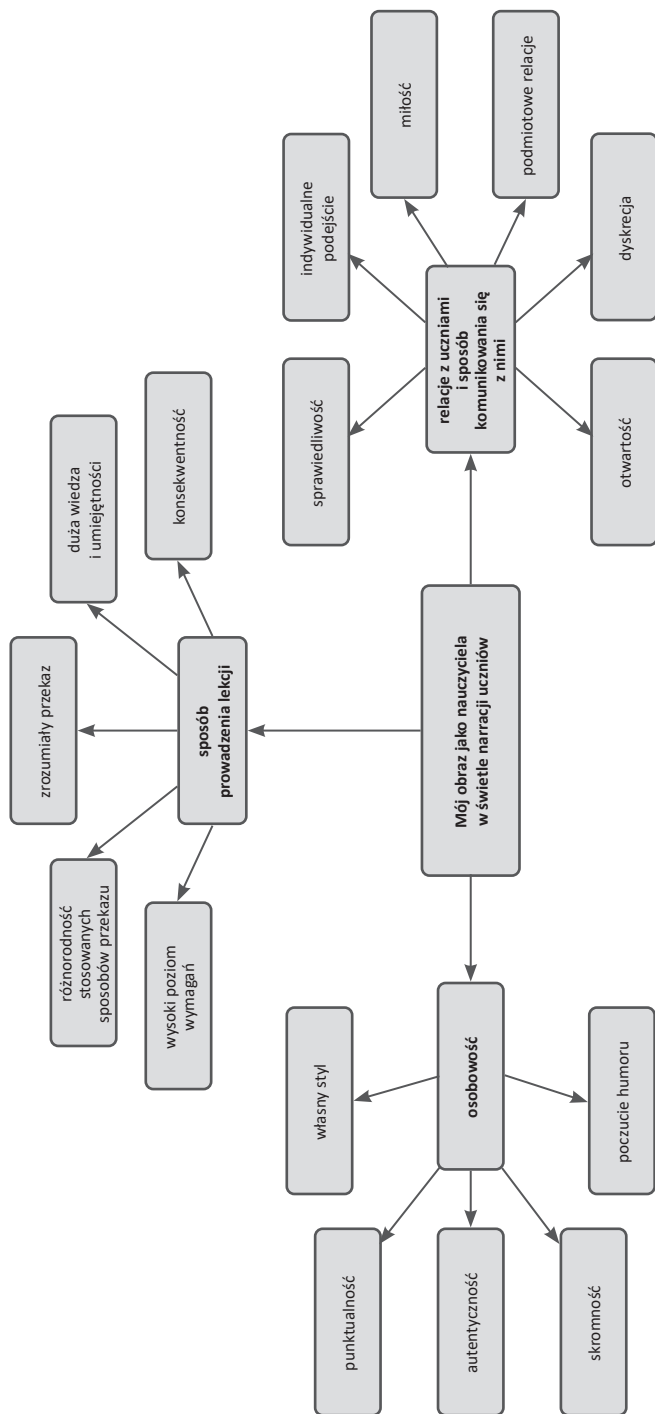 różnorodność
stosowanych
sposobów przekazu
zrozumiały przekaz
duża wiedza
i umiejętności
wysoki poziom
wymagań
konsekwentność
sposób
prowadzenia lekcji
własny styl
sprawiedliwość
indywidualne
podejście
punktualność
miłość
osobowość
Mój obraz jako nauczyciela
w świetle narracji uczniów
relacje z uczniami
i sposób
komunikowania się
z nimi
autentyczność
podmiotowe relacje
skromność
poczucie humoru
otwartość
dyskrecja